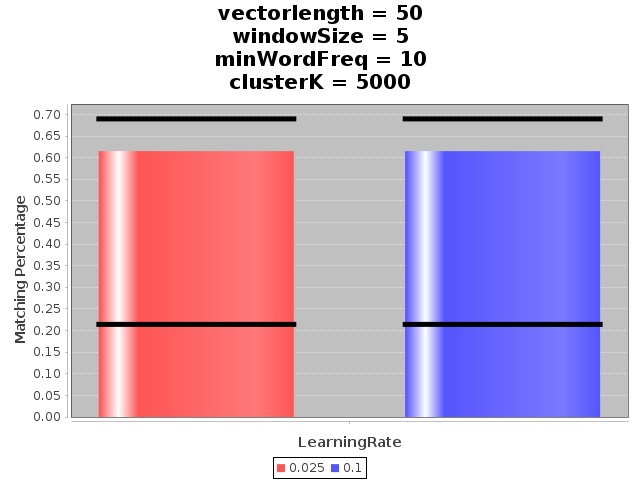 vectorlength = 50
windowSize = 5
minWordFreq = 10
clusterK = 5000
0.70
0.65
0.60
0.55
0.50
0.45
0.40
0.35
0.30
0.25
0.20
0.15
0.10
0.05
0.00
Matching Percentage
LearningRate
0.025 0.1